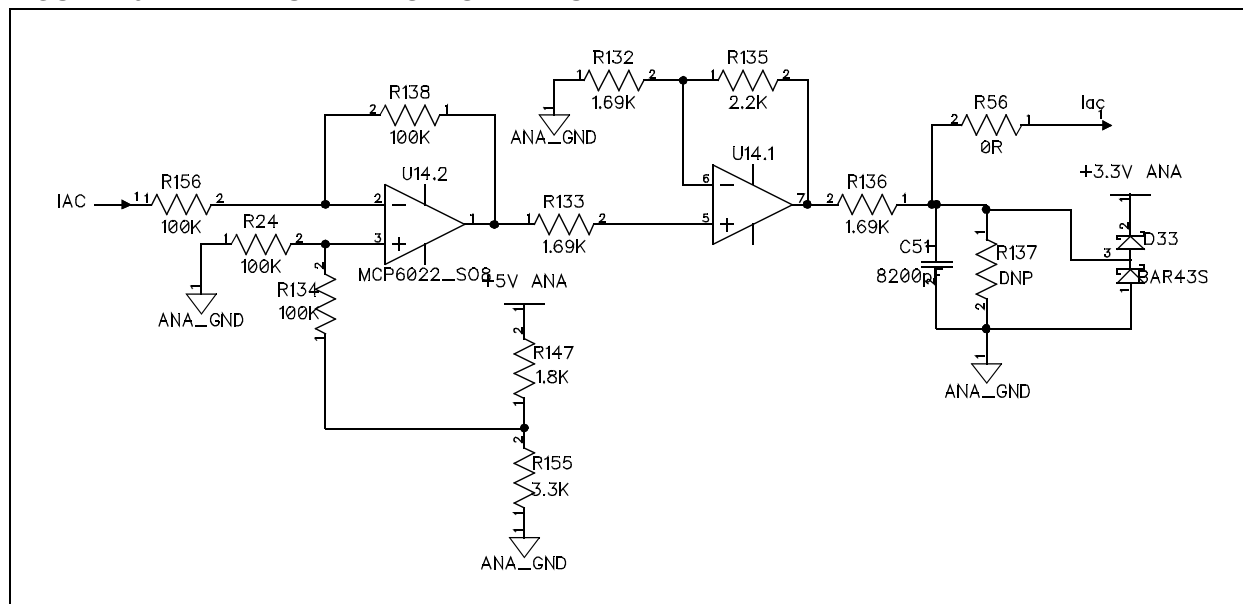 R132
1.69K
R135
2.2K
R138
100K
ANA_GND
R56
0R
Iac
1
U14.2
U14.1
+3.3V ANA
IAC
R156
100K
R24
100K
R133
1.69K
R136
1.69K
MCP6022_SO8
C51
8200pF
R137
DNP
D33
BAR43S
R134
100K
ANA_GND
+5V ANA
R147
1.8K
ANA_GND
R155
3.3K
ANA_GND